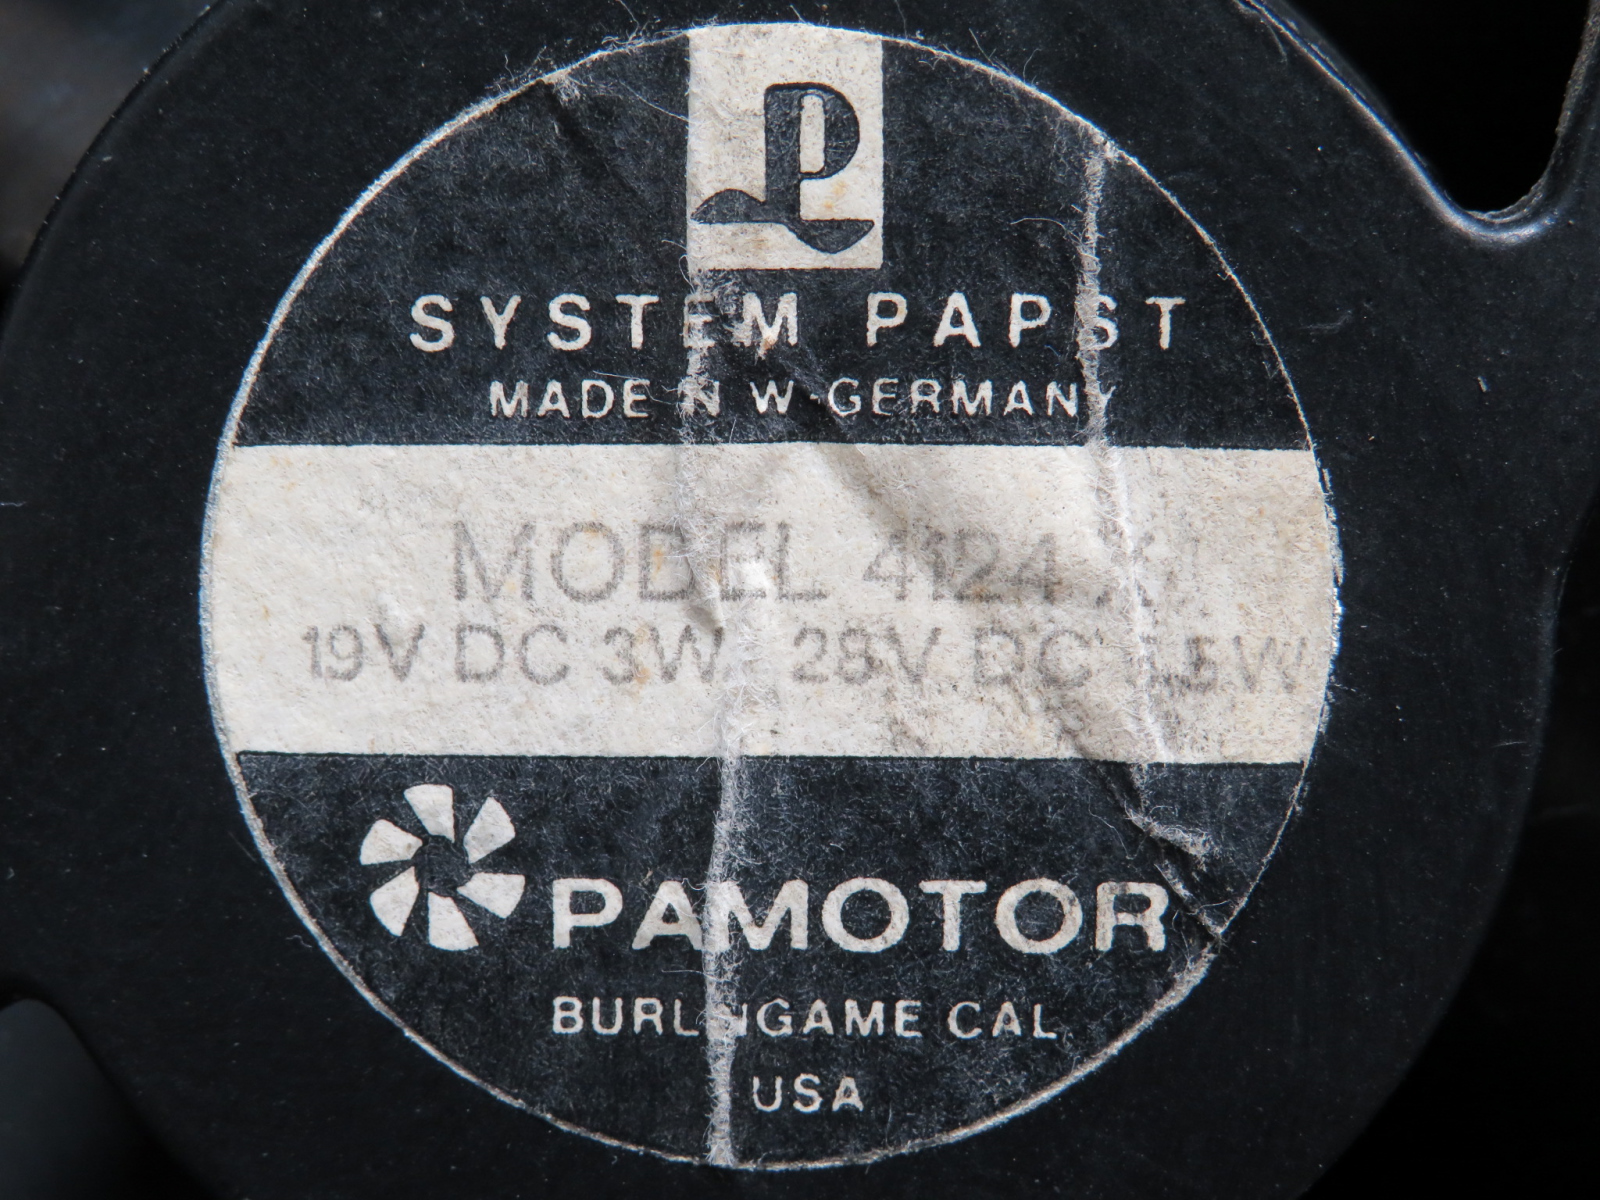 SYSTEM PAPST
MADE IN W-GERMANY
MODEL 4124 X
19V DC 3W 28V DC
PAMOTOR
BURLINGAME CAL
USA